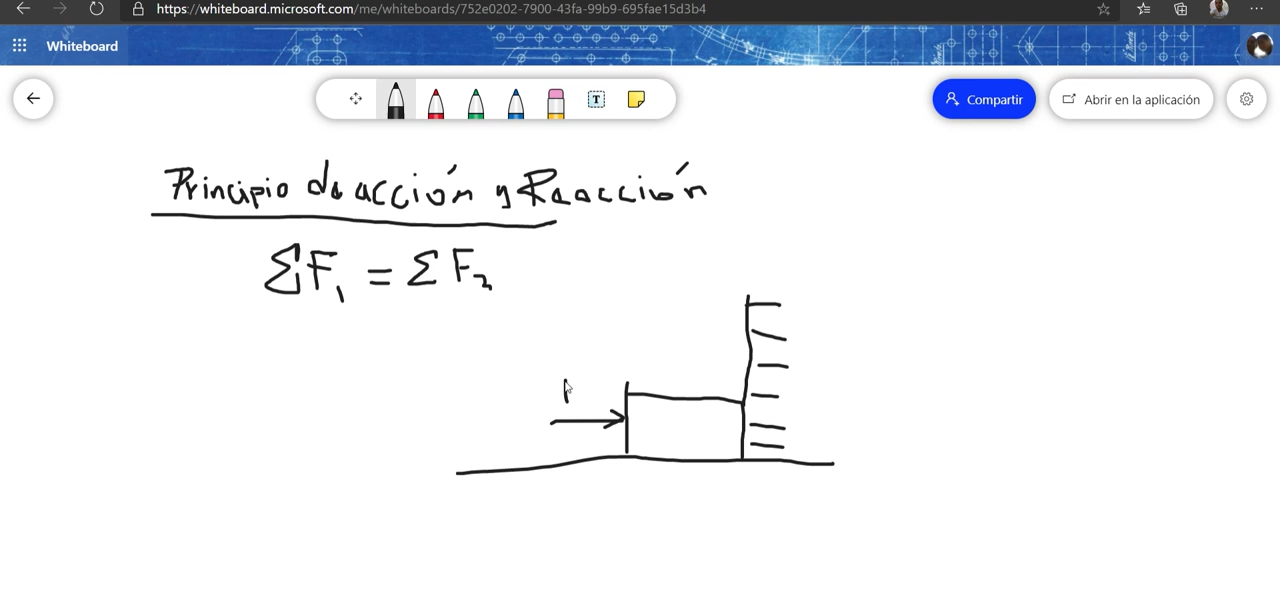 https://whiteboard.microsoft.com/me/whiteboards/752e0202-7900-43fa-99b9-695fae15d3b4
Whiteboard
T
Compartir
Abrir en la aplicación
Principio de acción y Reacción
ΣF₁ = ΣF₂